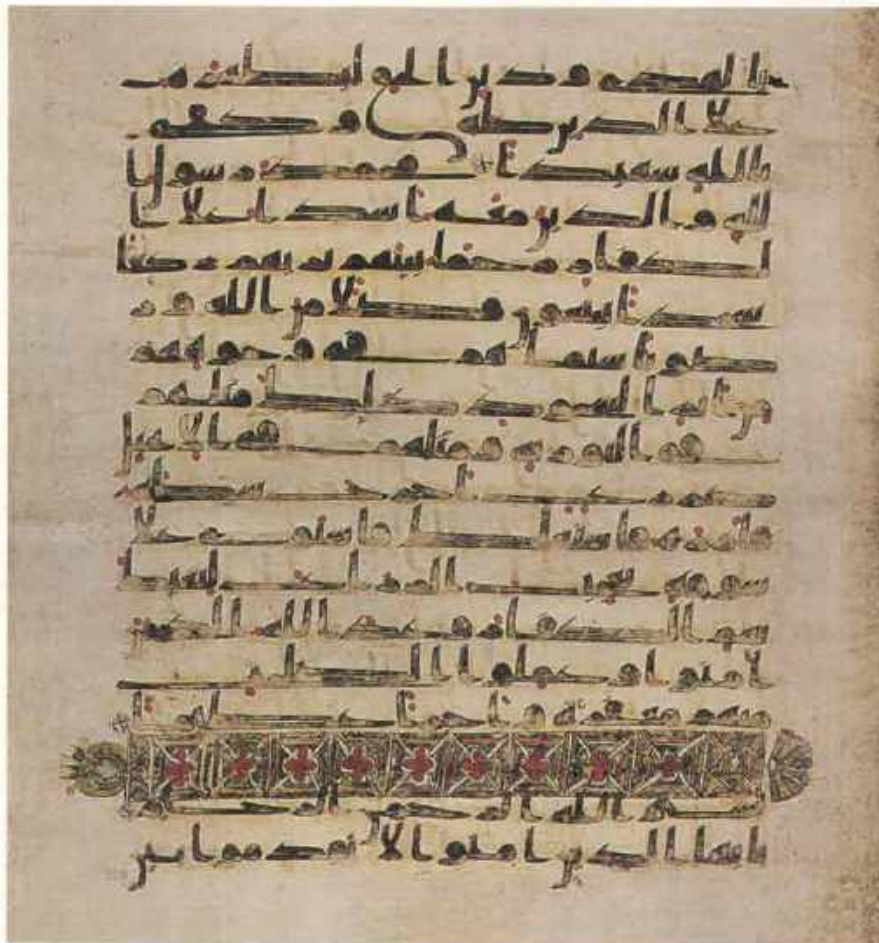 بالهدى ودين الحق ليظهره
على الدين كله وكفى
بالله شهيدا محمد رسول ا
لله والذين معه اشدا على ا
لكفار رحما بينهم تريهم ركعا
سجدا يبتغون فضلا من الله ور
ضونا سيماهم في وجوههم
من اثر السجود ذلك مثلهم
في التورية ومثلهم في الانجيل
كزرع اخرج شطه
فازره فاستغلظ فاستوى على
سوقه يعجب الزراع ليغيظ
بهم الكفار وعد الله الذين
امنوا وعملوا الصلحت
منهم مغفرة واجرا عظيما
بسم الله الرحمن الرحيم
يايها الذين امنوا لا تقدموا بين